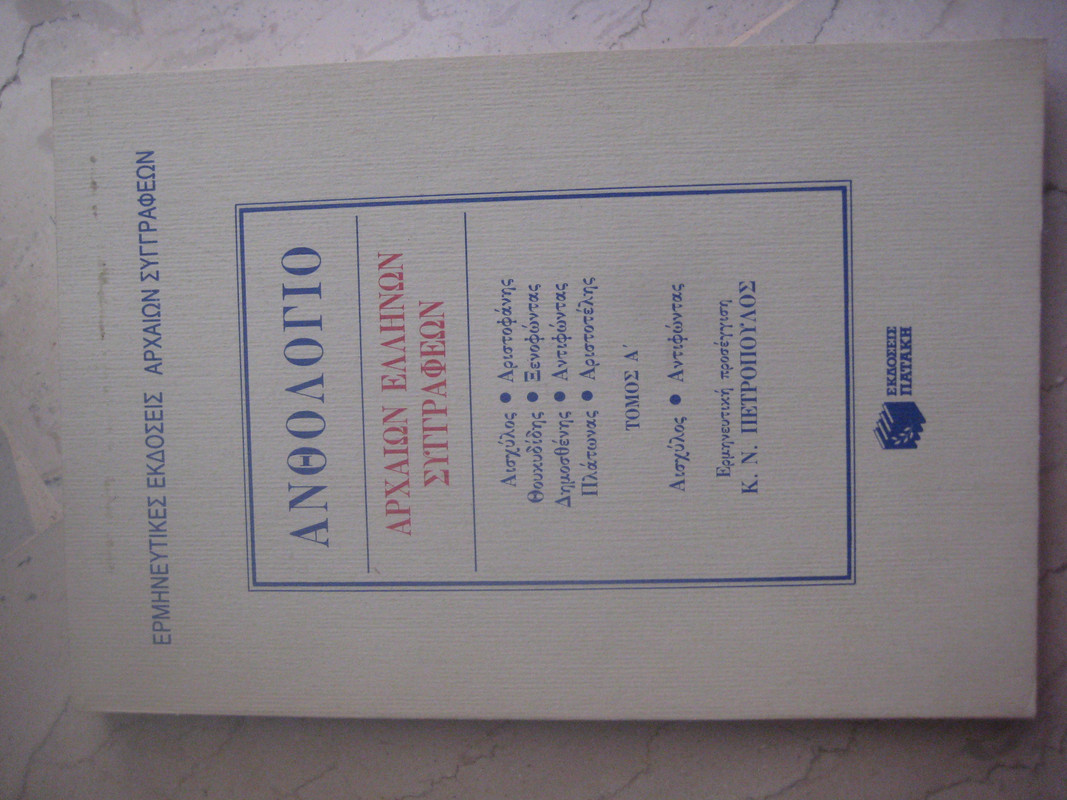 ΕΡΜΗΝΕΥΤΙΚΕΣ ΕΚΔΟΣΕΙΣ ΑΡΧΑΙΩΝ ΣΥΓΓΡΑΦΕΩΝ
ΑΝΘΟΛΟΓΙΟ
ΑΡΧΑΙΩΝ ΕΛΛΗΝΩΝ
ΣΥΓΓΡΑΦΕΩΝ
Αισχύλος ● Αριστοφάνης
Θουκυδίδης ● Ξενοφώντας
Δημοσθένης ● Αντιφώντας
Πλάτωνας ● Αριστοτέλης
ΤΟΜΟΣ Α΄
Αισχύλος ● Αντιφώντας
Ερμηνευτική προσέγγιση
Κ. Ν. ΠΕΤΡΟΠΟΥΛΟΣ
ΕΚΔΟΣΕΙΣ
ΠΑΤΑΚΗ